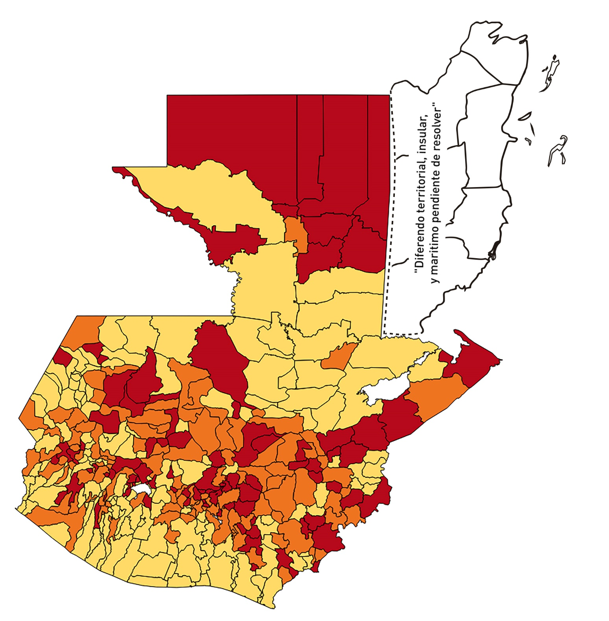 "Diferendo territorial, insular,
y marítimo pendiente de resolver"